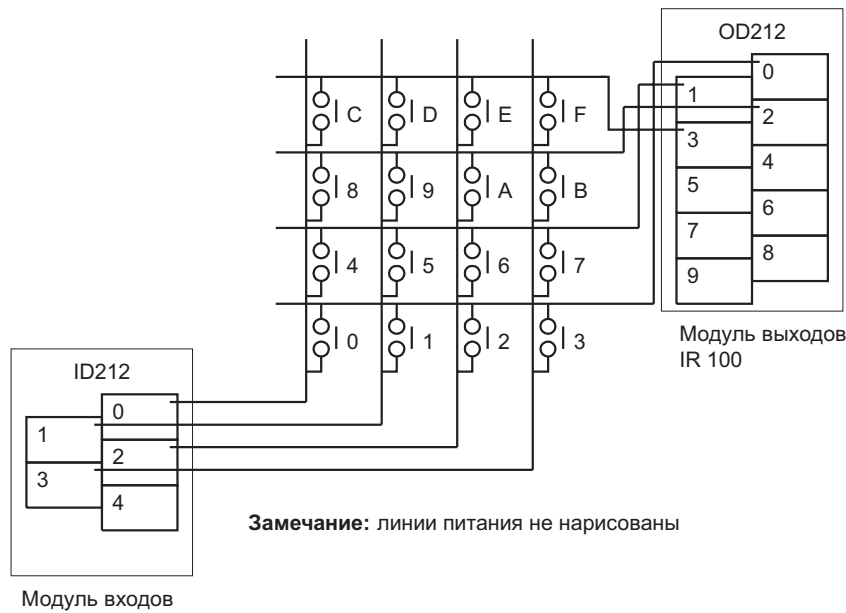 OD212
0
1
2
3
4
5
6
7
8
9
Модуль выходов
IR 100
C D E F
8 9 A B
4 5 6 7
0 1 2 3
ID212
0
1
2
3
4
Модуль входов
Замечание: линии питания не нарисованы